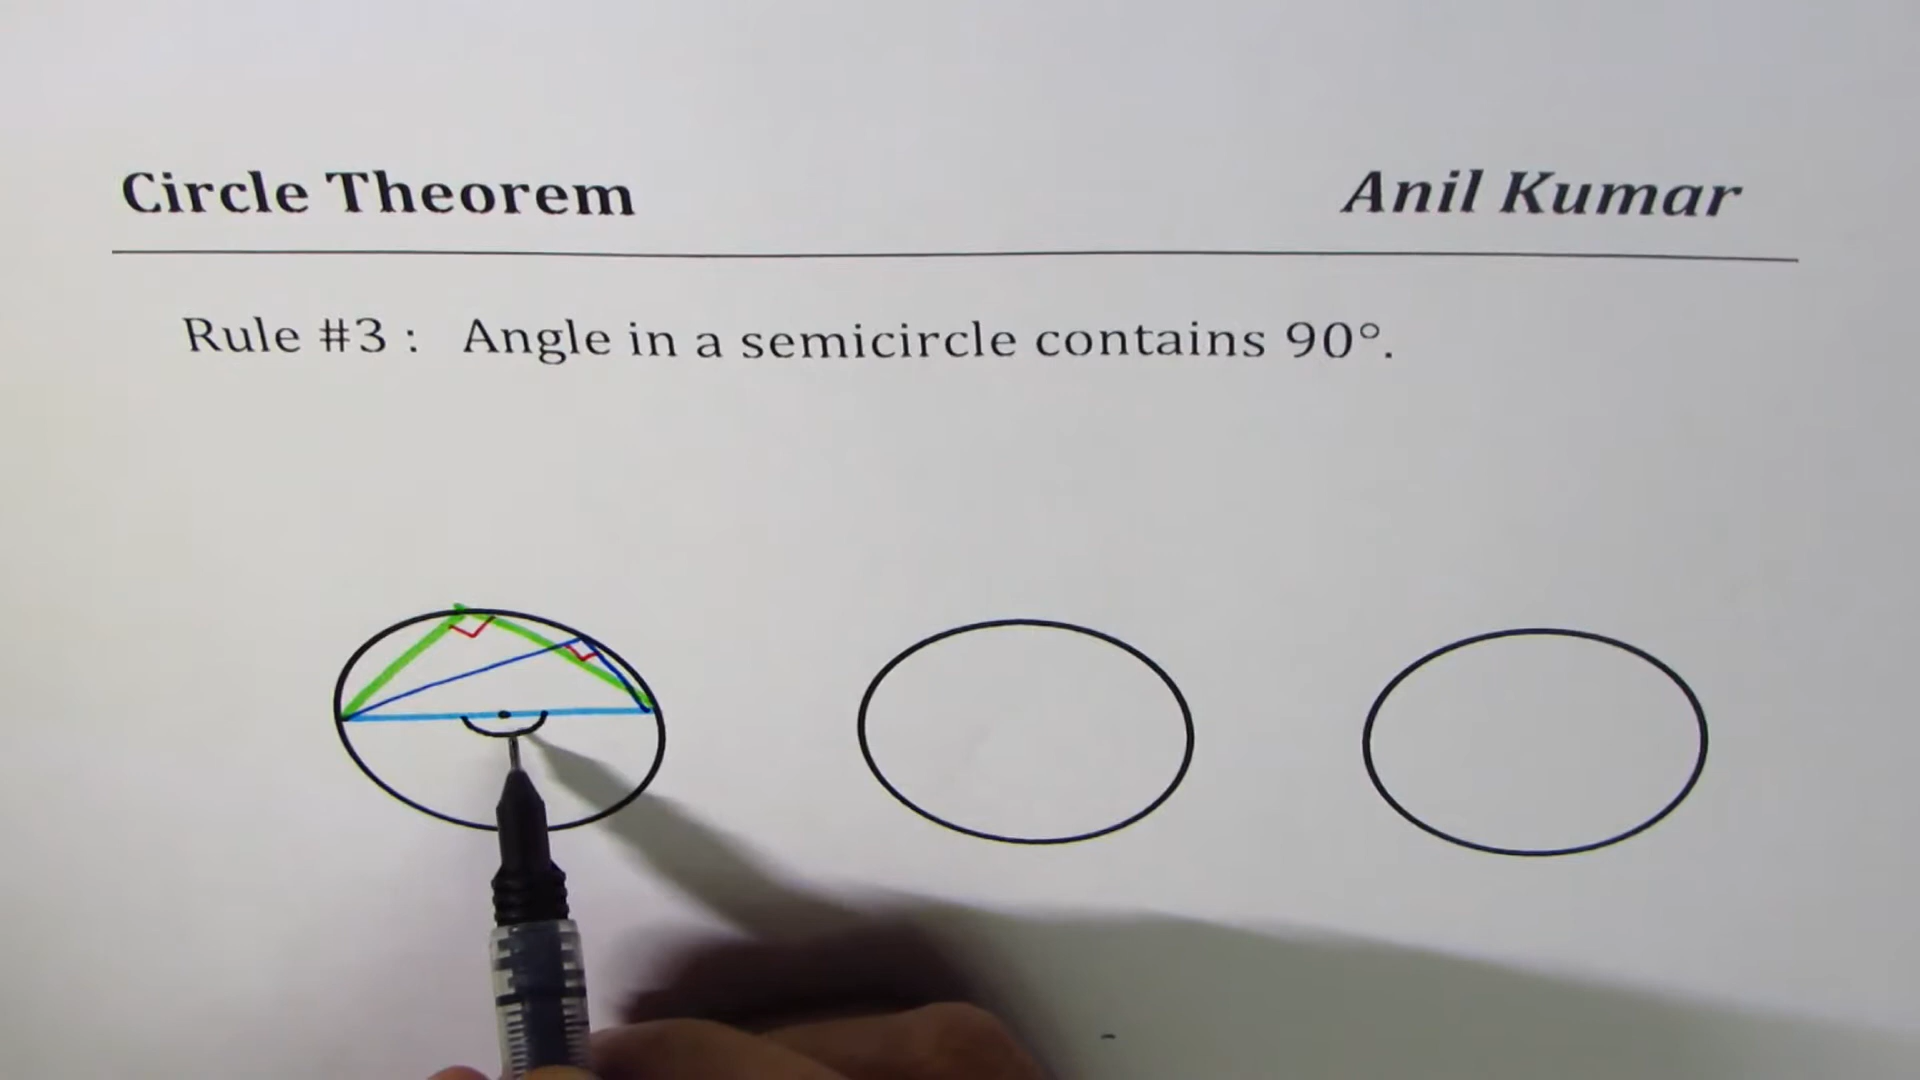 Circle Theorem Anil Kumar
Rule #3 : Angle in a semicircle contains 90°.